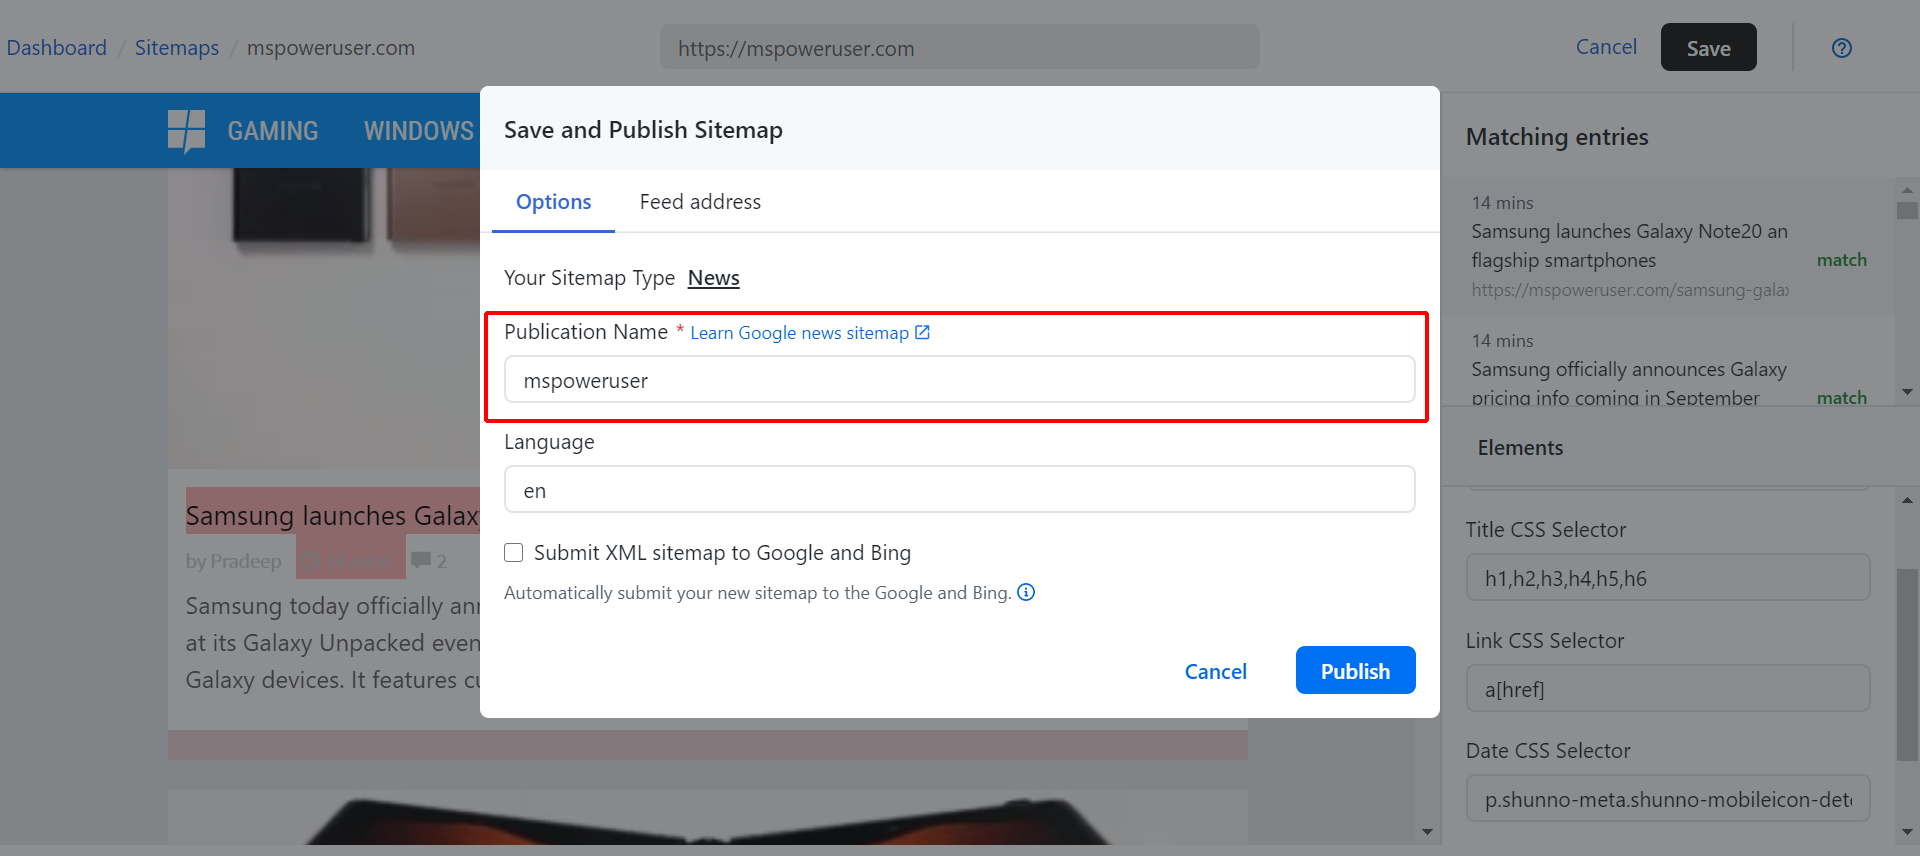 Dashboard / Sitemaps / mspoweruser.com
https://mspoweruser.com
Cancel
Save
GAMING
WINDOWS
Save and Publish Sitemap
Options
Feed address
Your Sitemap Type News
Publication Name * Learn Google news sitemap
mspoweruser
Language
en
Submit XML sitemap to Google and Bing
Automatically submit your new sitemap to the Google and Bing.
Cancel
Publish
Samsung launches Galax
by Pradeep
2
Samsung today officially an
at its Galaxy Unpacked even
Galaxy devices. It features
Matching entries
14 mins
Samsung launches Galaxy Note20 an
flagship smartphones
match
https://mspoweruser.com/samsung-gala
14 mins
Samsung officially announces Galaxy
pricing info coming in September
match
Elements
Title CSS Selector
h1,h2,h3,h4,h5,h6
Link CSS Selector
a[href]
Date CSS Selector
p.shunno-meta.shunno-mobileicon-det